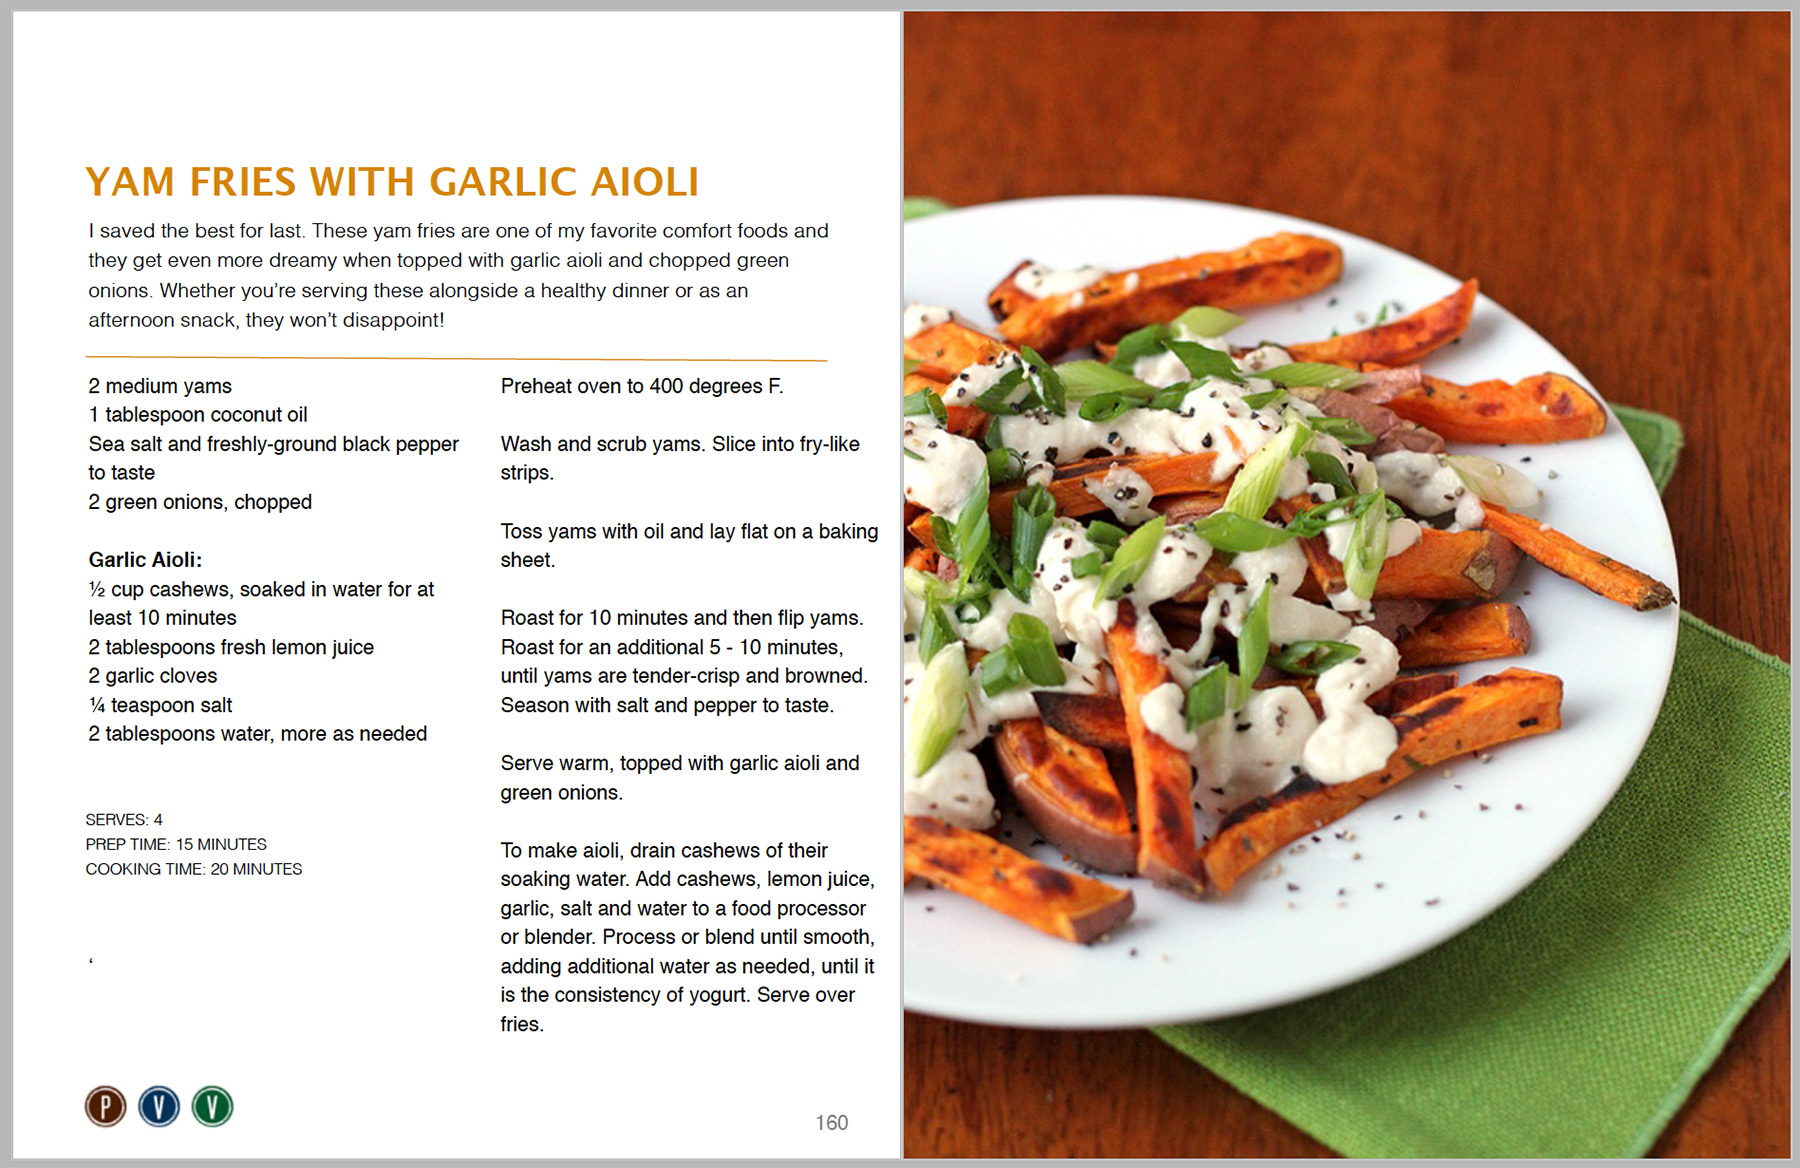 YAM FRIES WITH GARLIC AIOLI
I saved the best for last. These yam fries are one of my favorite comfort foods and
they get even more dreamy when topped with garlic aioli and chopped green
onions. Whether you’re serving these alongside a healthy dinner or as an
afternoon snack, they won’t disappoint!
2 medium yams
1 tablespoon coconut oil
Sea salt and freshly-ground black pepper
to taste
2 green onions, chopped
Garlic Aioli:
½ cup cashews, soaked in water for at
least 10 minutes
2 tablespoons fresh lemon juice
2 garlic cloves
¼ teaspoon salt
2 tablespoons water, more as needed
SERVES: 4
PREP TIME: 15 MINUTES
COOKING TIME: 20 MINUTES
‘
Preheat oven to 400 degrees F.
Wash and scrub yams. Slice into fry-like
strips.
Toss yams with oil and lay flat on a baking
sheet.
Roast for 10 minutes and then flip yams.
Roast for an additional 5 - 10 minutes,
until yams are tender-crisp and browned.
Season with salt and pepper to taste.
Serve warm, topped with garlic aioli and
green onions.
To make aioli, drain cashews of their
soaking water. Add cashews, lemon juice,
garlic, salt and water to a food processor
or blender. Process or blend until smooth,
adding additional water as needed, until it
is the consistency of yogurt. Serve over
fries.
P V V
160